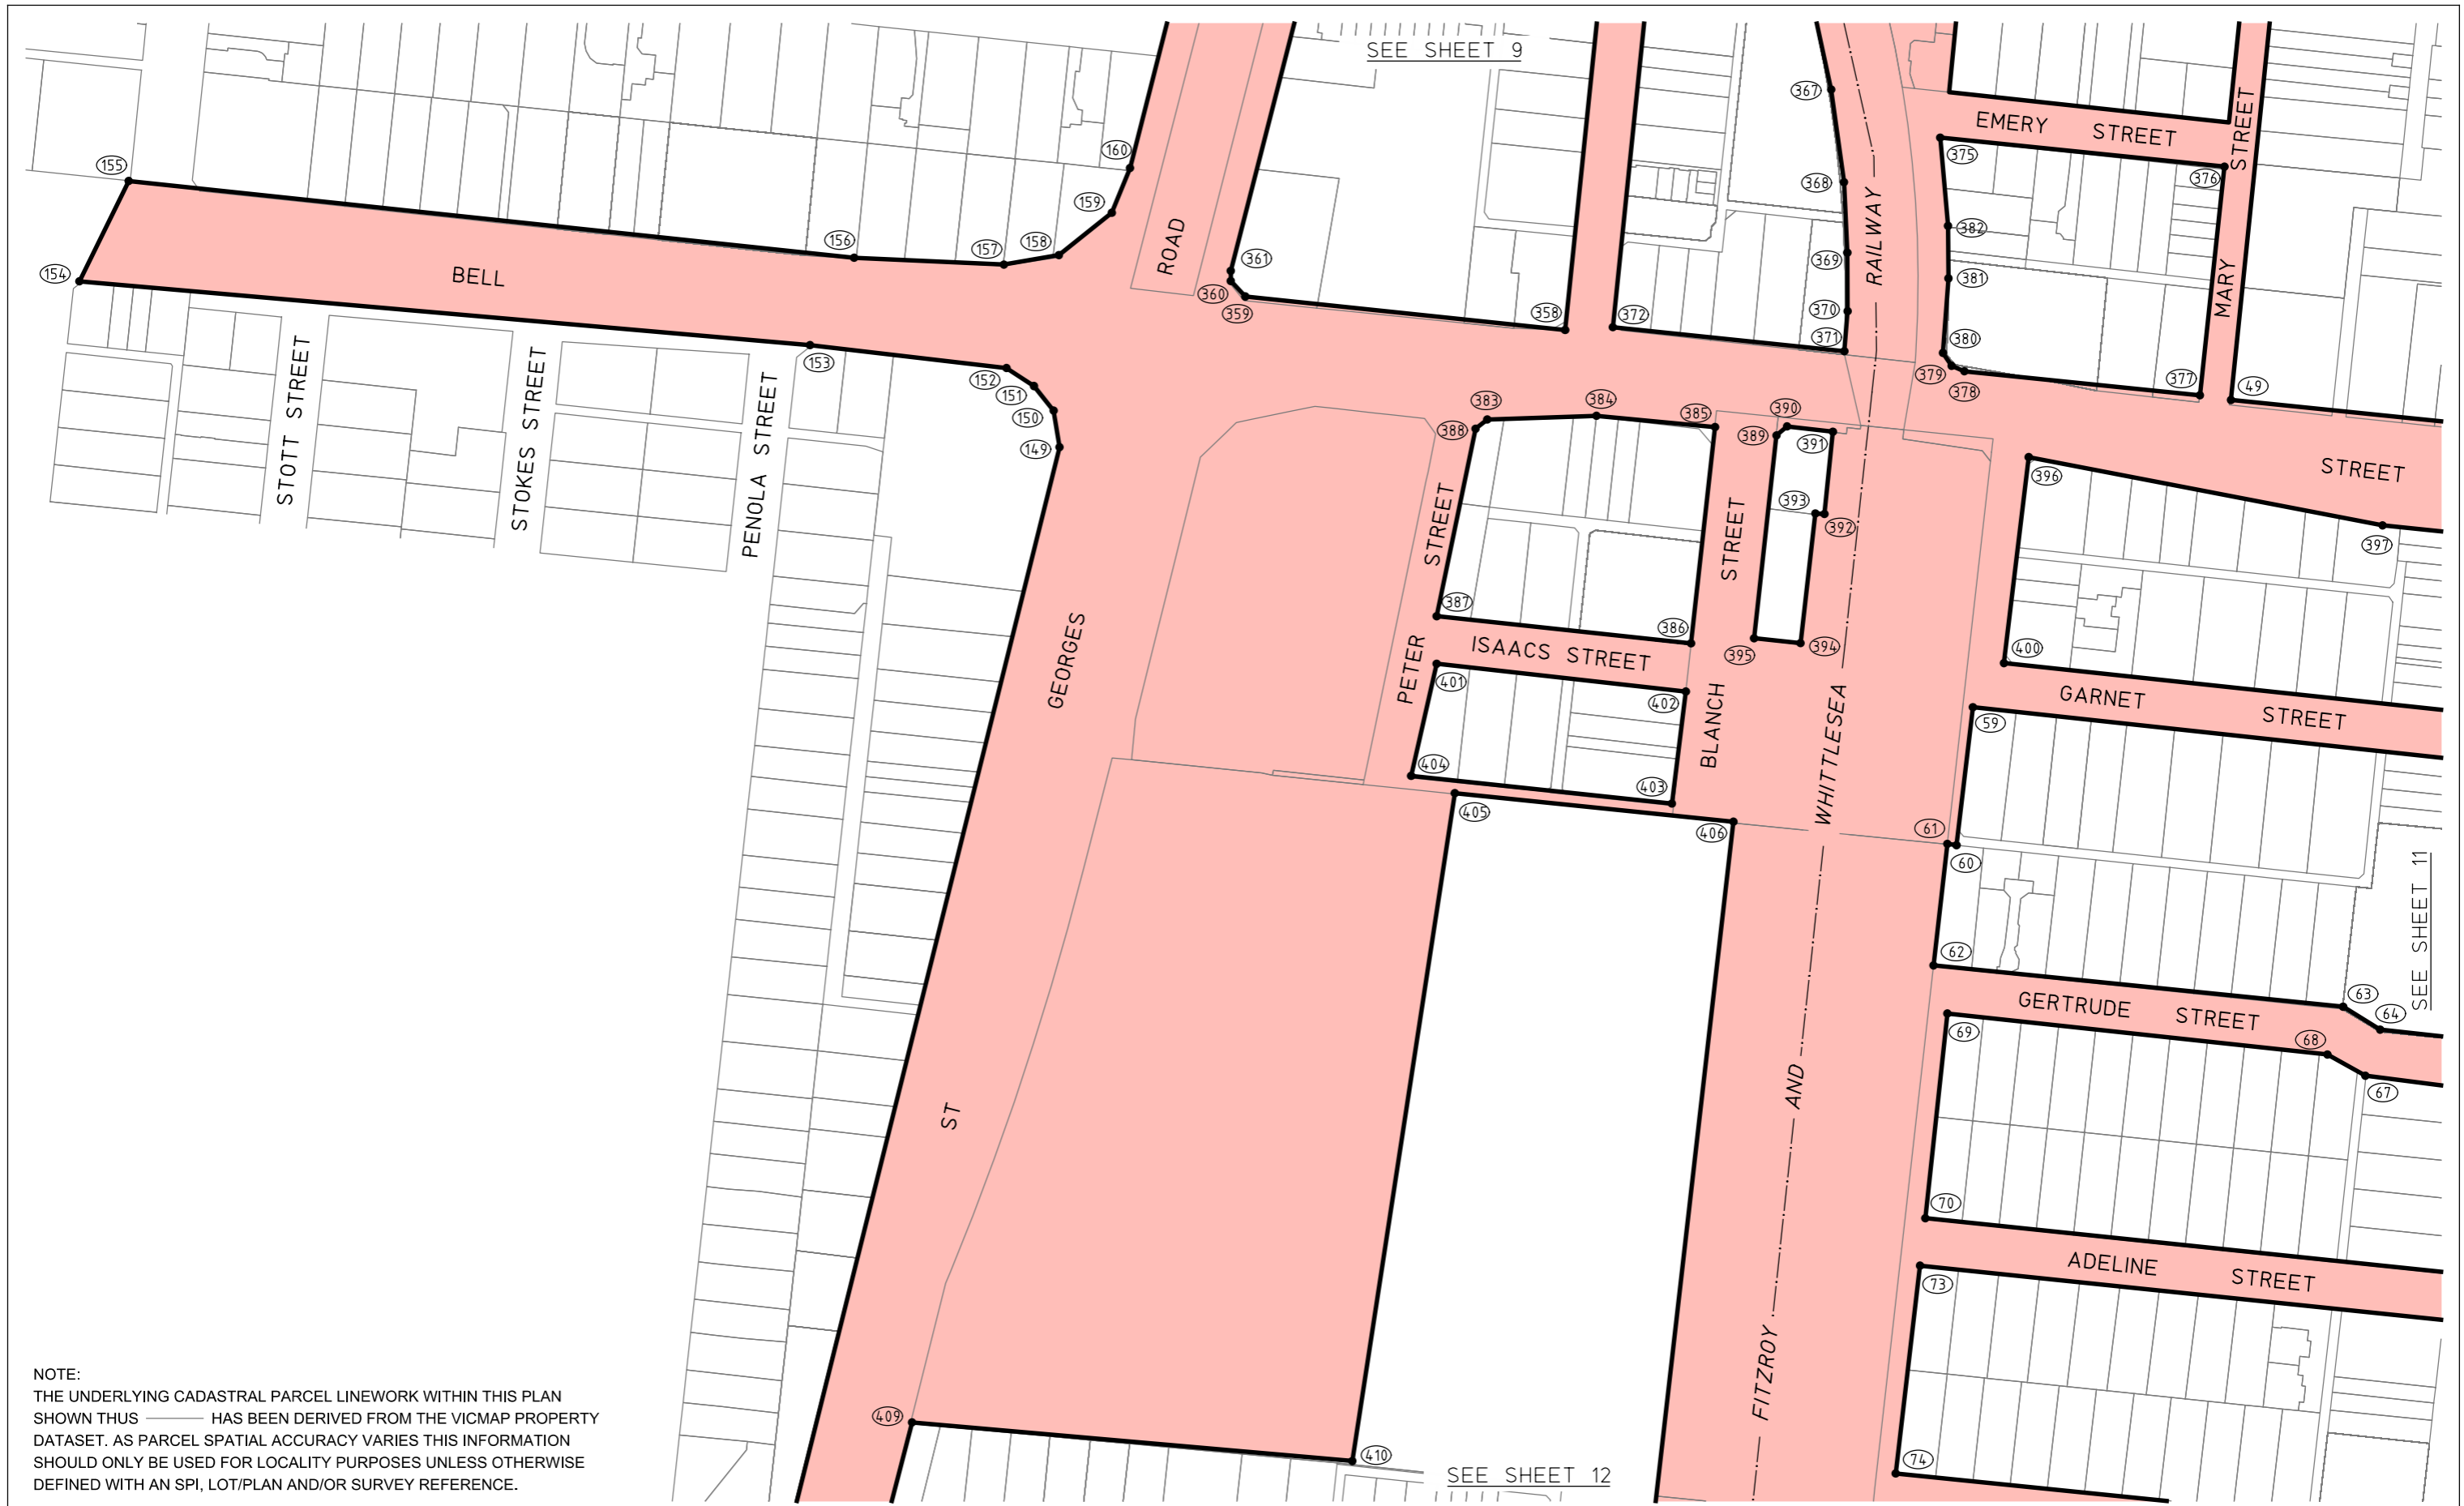 SEE SHEET 9
367
EMERY STREET
STREET
375
160
155
376
368
RAILWAY
159
382
ROAD
156
157
158
369
361
381
154
BELL
360
359
358
372
370
371
MARY
380
153
379
378
377
49
152
151
150
149
STOTT STREET
STOKES STREET
PENOLA STREET
383
384
385
390
388
389
391
396
STREET
STREET
STREET
393
392
397
387
386
395
394
ISAACS STREET
GEORGES
PETER
401
402
400
GARNET STREET
BLANCH
WHITTLESEA
59
404
403
405
406
61
60
SEE SHEET 11
62
63
64
GERTRUDE STREET
69
68
67
AND
ST
70
ADELINE STREET
73
FITZROY
NOTE:
THE UNDERLYING CADASTRAL PARCEL LINEWORK WITHIN THIS PLAN
SHOWN THUS HAS BEEN DERIVED FROM THE VICMAP PROPERTY
DATASET. AS PARCEL SPATIAL ACCURACY VARIES THIS INFORMATION
SHOULD ONLY BE USED FOR LOCALITY PURPOSES UNLESS OTHERWISE
DEFINED WITH AN SPI, LOT/PLAN AND/OR SURVEY REFERENCE.
409
410
74
SEE SHEET 12